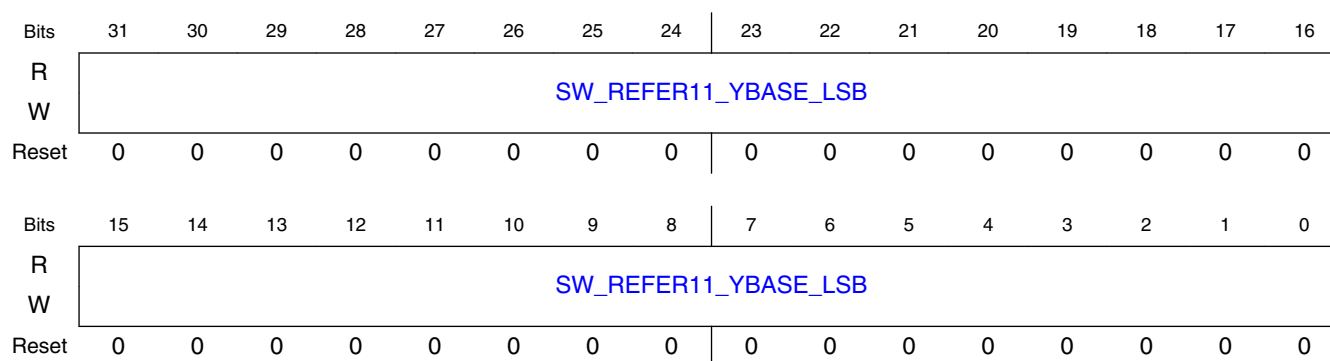 Bits 31 30 29 28 27 26 25 24 23 22 21 20 19 18 17 16
R
SW_REFER11_YBASE_LSB
W
Reset 0 0 0 0 0 0 0 0 0 0 0 0 0 0 0 0
Bits 15 14 13 12 11 10 9 8 7 6 5 4 3 2 1 0
R
SW_REFER11_YBASE_LSB
W
Reset 0 0 0 0 0 0 0 0 0 0 0 0 0 0 0 0